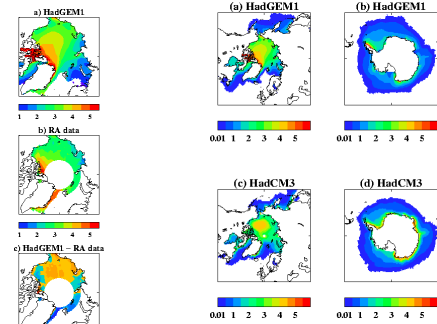 a) HadGEM1
1 2 3 4 5
b) RA data
1 2 3 4 5
c) HadGEM1 − RA data
(a) HadGEM1
0.01 1 2 3 4 5
(b) HadGEM1
0.01 1 2 3 4 5
(c) HadCM3
0.01 1 2 3 4 5
(d) HadCM3
0.01 1 2 3 4 5